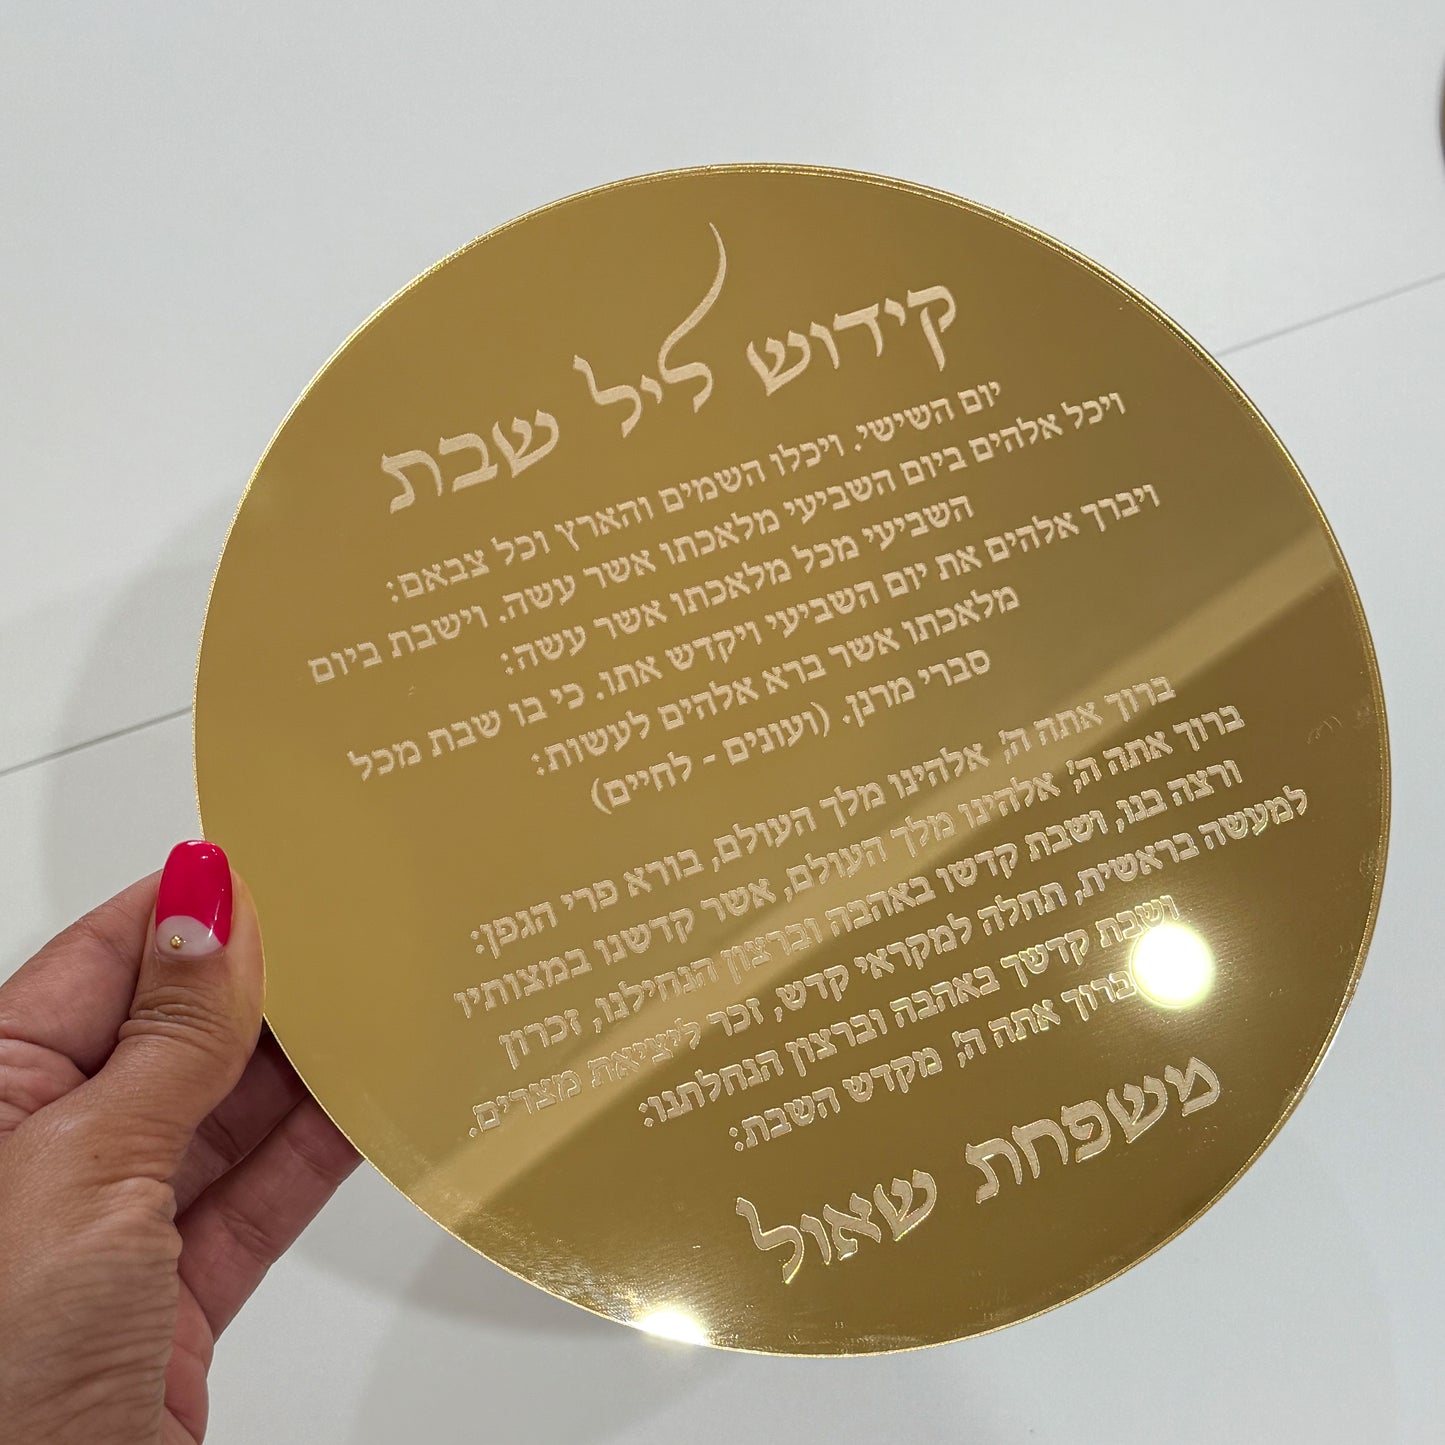 קידוש ליל שבת
יום השישי. ויכלו השמים והארץ וכל צבאם:
ויכל אלהים ביום השביעי מלאכתו אשר עשה. וישבת ביום
השביעי מכל מלאכתו אשר עשה:
ויברך אלהים את יום השביעי ויקדש אתו. כי בו שבת מכל
מלאכתו אשר ברא אלהים לעשות:
סברי מרנן. (ועונים - לחיים)
ברוך אתה ה', אלהינו מלך העולם, בורא פרי הגפן:
ברוך אתה ה', אלהינו מלך העולם, אשר קדשנו במצותיו
ורצה בנו, ושבת קדשו באהבה וברצון הנחילנו, זכרון
למעשה בראשית, תחלה למקראי קדש, זכר ליציאת מצרים.
ושבת קדשך באהבה וברצון הנחלתנו:
ברוך אתה ה', מקדש השבת:
משפחת שאול